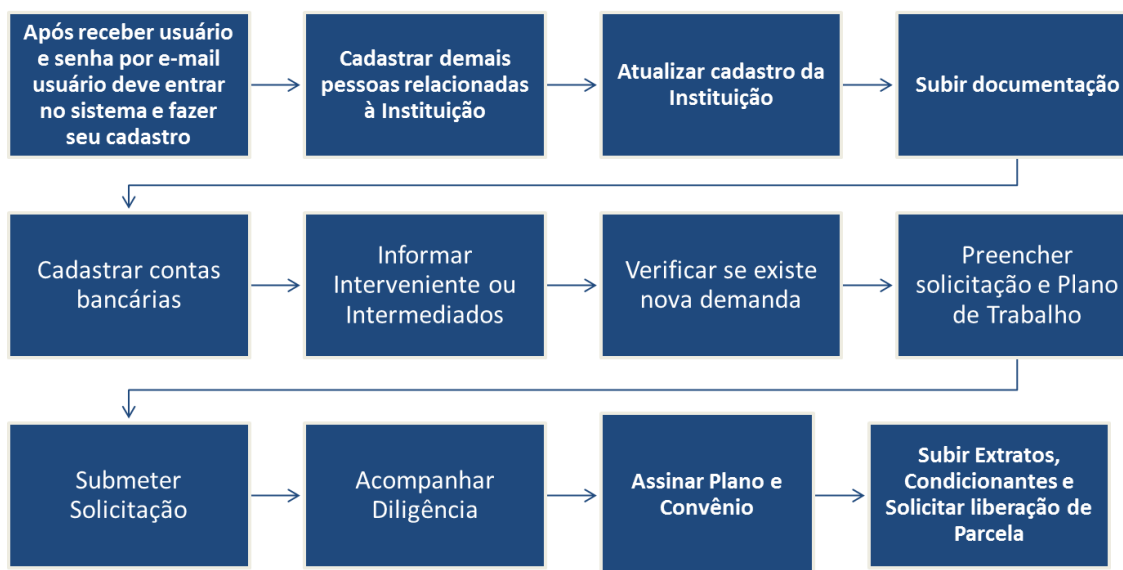 Após receber usuário
e senha por e-mail
usuário deve entrar
no sistema e fazer
seu cadastro
Cadastrar demais
pessoas relacionadas
à Instituição
Atualizar cadastro da
Instituição
Subir documentação
Cadastrar contas
bancárias
Informar
Interveniente ou
Intermediados
Verificar se existe
nova demanda
Preencher
solicitação e Plano
de Trabalho
Submeter
Solicitação
Acompanhar
Diligência
Assinar Plano e
Convênio
Subir Extratos,
Condicionantes e
Solicitar liberação de
Parcela